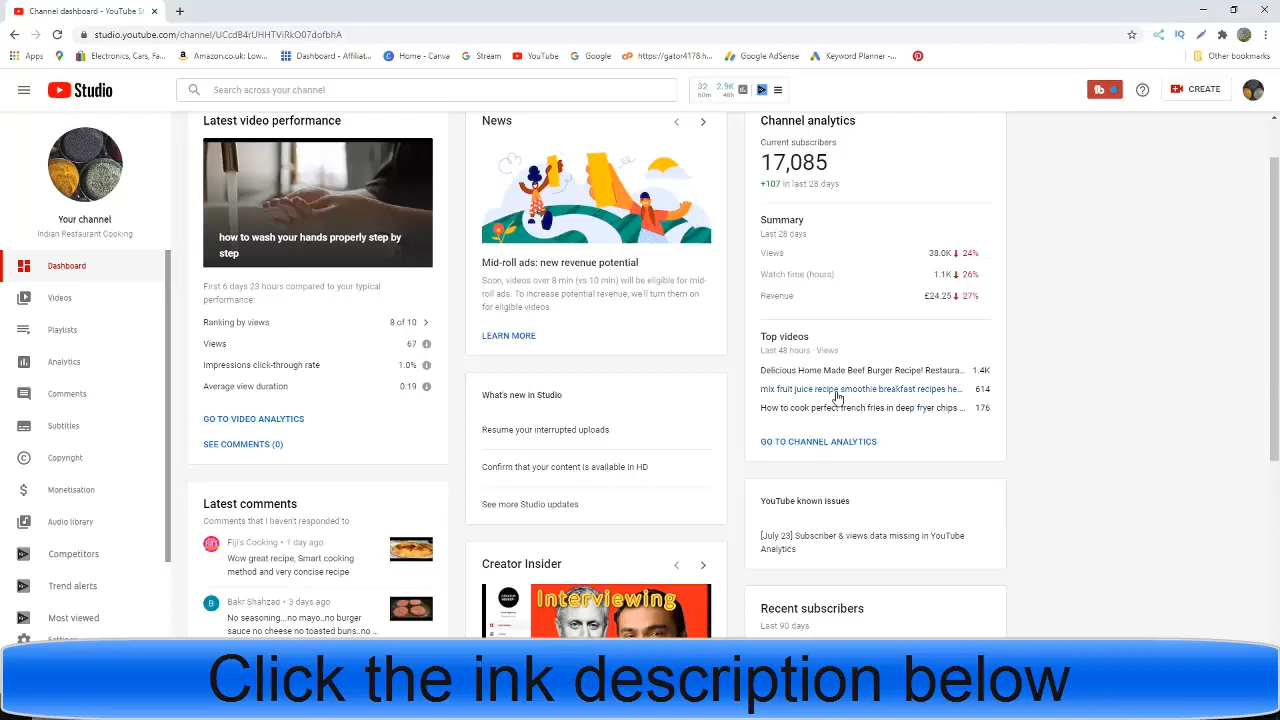 Channel dashboard - YouTube St
studio.youtube.com/channel/UCcdB4rUHHTViRkO07dofbhA
Apps
Property
Electronics, Cars, Fa...
Amazon.co.uk: Low...
Dashboard - Affiliat...
Home - Canva
Stream
YouTube
Google
https://gator4178.h...
Google AdSense
Keyword Planner -...
Other bookmarks
Studio
Search across your channel
32
60m
2.9K
48h
tb
CREATE
Your channel
Indian Restaurant Cooking
Dashboard
Videos
Playlists
Analytics
Comments
Subtitles
Copyright
Monetisation
Audio library
Competitors
Trend alerts
Most viewed
Settings
Latest video performance
how to wash your hands properly step by
step
First 6 days 23 hours compared to your typical
performance:
Ranking by views 8 of 10
Views 67
Impressions click-through rate 1.0%
Average view duration 0:19
GO TO VIDEO ANALYTICS
SEE COMMENTS (0)
Latest comments
Comments that I haven't responded to
Fiji's Cooking • 1 day ago
Wow great recipe, Smart cooking
method and very concise recipe
B
Bakr Shahzad • 3 days ago
No seasoning...no mayo..no burger
sauce no cheese no toasted buns..no ...
News
Mid-roll ads: new revenue potential
Soon, videos over 8 min (vs 10 min) will be eligible for mid-
roll ads. To increase potential revenue, we'll turn them on
for eligible videos
LEARN MORE
What's new in Studio
Resume your interrupted uploads
Confirm that your content is available in HD
See more Studio updates
Creator Insider
Interviewing
Channel analytics
Current subscribers
17,085
+107 in last 28 days
Summary
Last 28 days
Views 38.0K 24%
Watch time (hours) 1.1K 26%
Revenue £24.25 27%
Top videos
Last 48 hours · Views
Delicious Home Made Beef Burger Recipe! Restaura... 1.4K
mix fruit juice recipe smoothie breakfast recipes he... 614
How to cook perfect french fries in deep fryer chips ... 176
GO TO CHANNEL ANALYTICS
YouTube known issues
[July 23] Subscriber & views data missing in YouTube
Analytics
Recent subscribers
Last 90 days
Click the ink description below